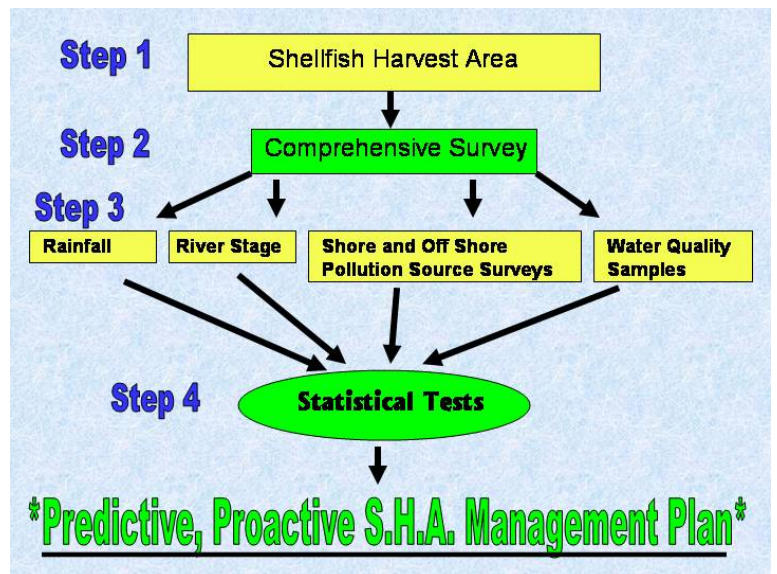 Step 1
Shellfish Harvest Area
Step 2
Comprehensive Survey
Step 3
Rainfall
River Stage
Shore and Off Shore
Pollution Source Surveys
Water Quality
Samples
Step 4
Statistical Tests
*Predictive, Proactive S.H.A. Management Plan*